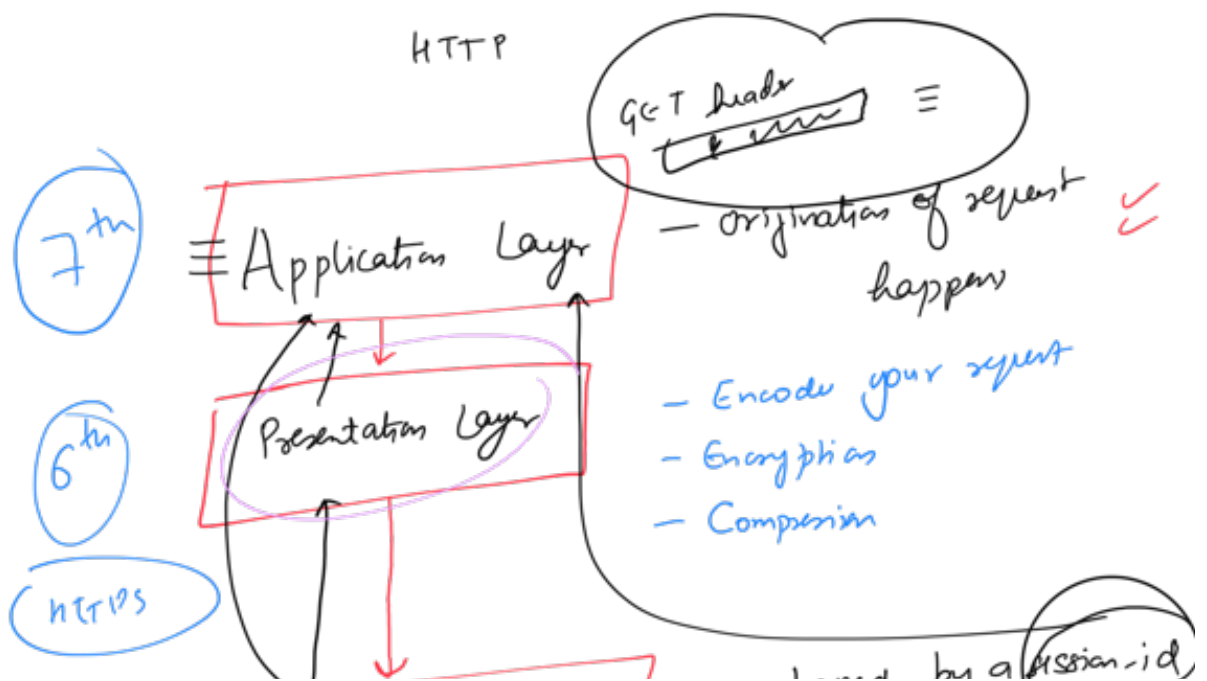 HTTP
GET header
7th
Application Layer
- Origination of request
happens
6th
Presentation Layer
- Encode your request
- Encryption
- Compression
HTTPS
by a session-id